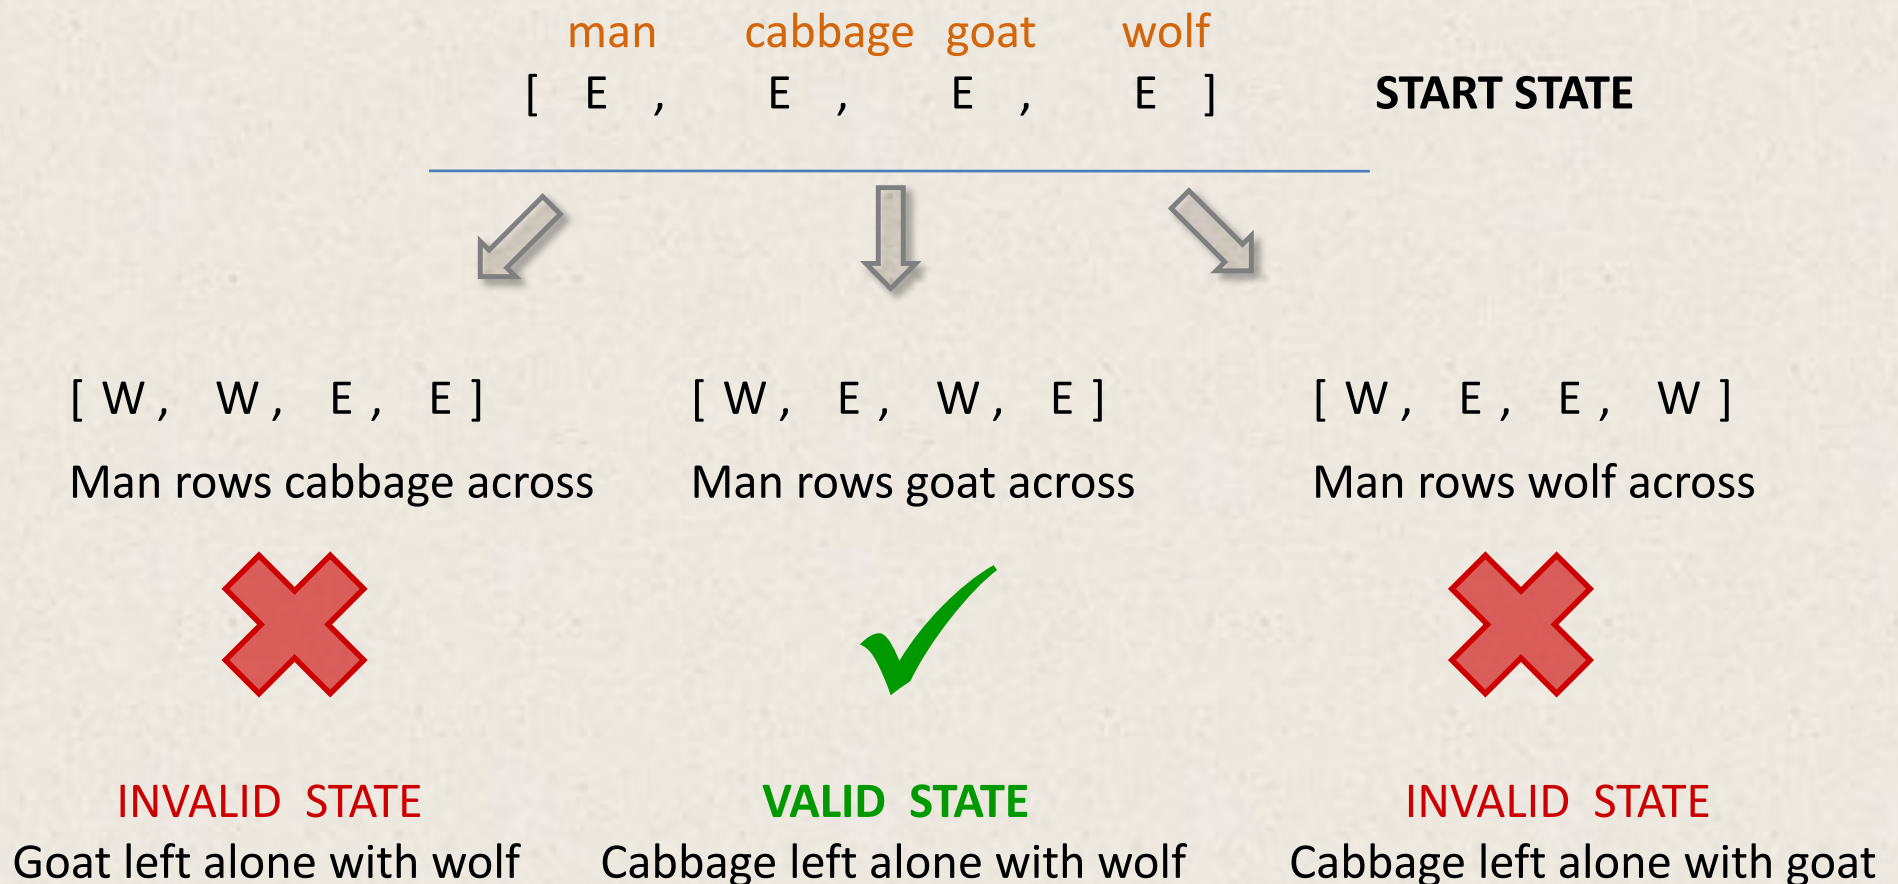 man cabbage goat wolf
[ E , E , E , E ] START STATE
[ W , W , E , E ] [ W , E , W , E ] [ W , E , E , W ]
Man rows cabbage across Man rows goat across Man rows wolf across
INVALID STATE VALID STATE INVALID STATE
Goat left alone with wolf Cabbage left alone with wolf Cabbage left alone with goat